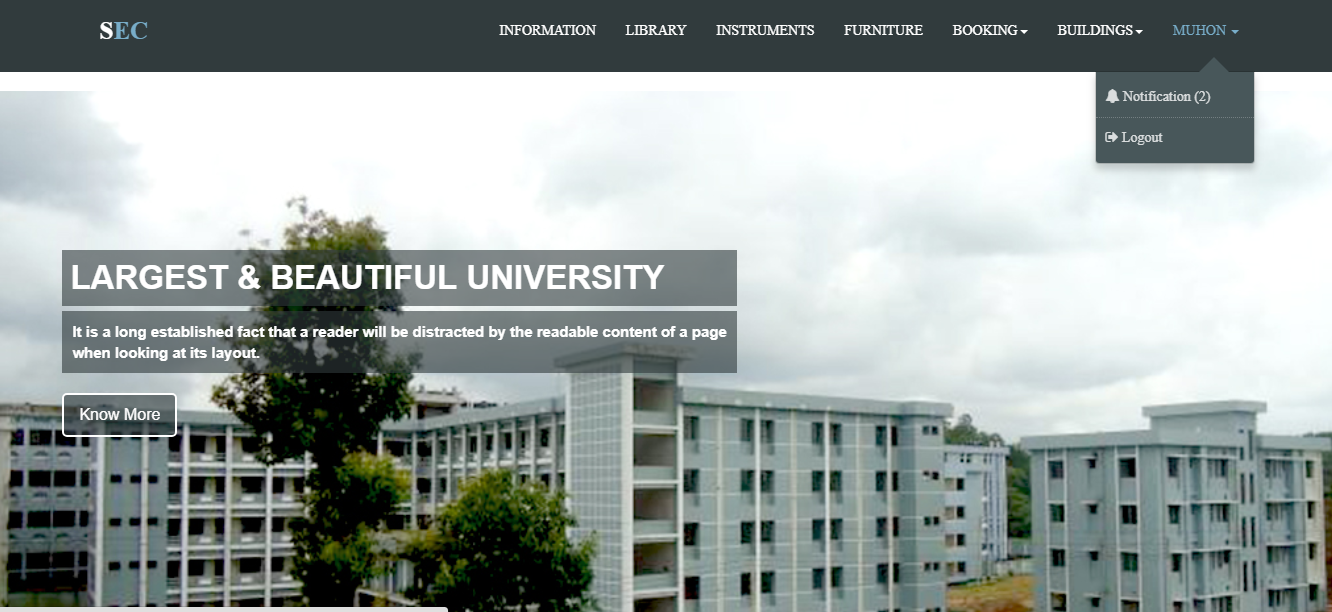 SEC
INFORMATION
LIBRARY
INSTRUMENTS
FURNITURE
BOOKING
BUILDINGS
MUHON
Notification (2)
Logout
LARGEST & BEAUTIFUL UNIVERSITY
It is a long established fact that a reader will be distracted by the readable content of a page
when looking at its layout.
Know More